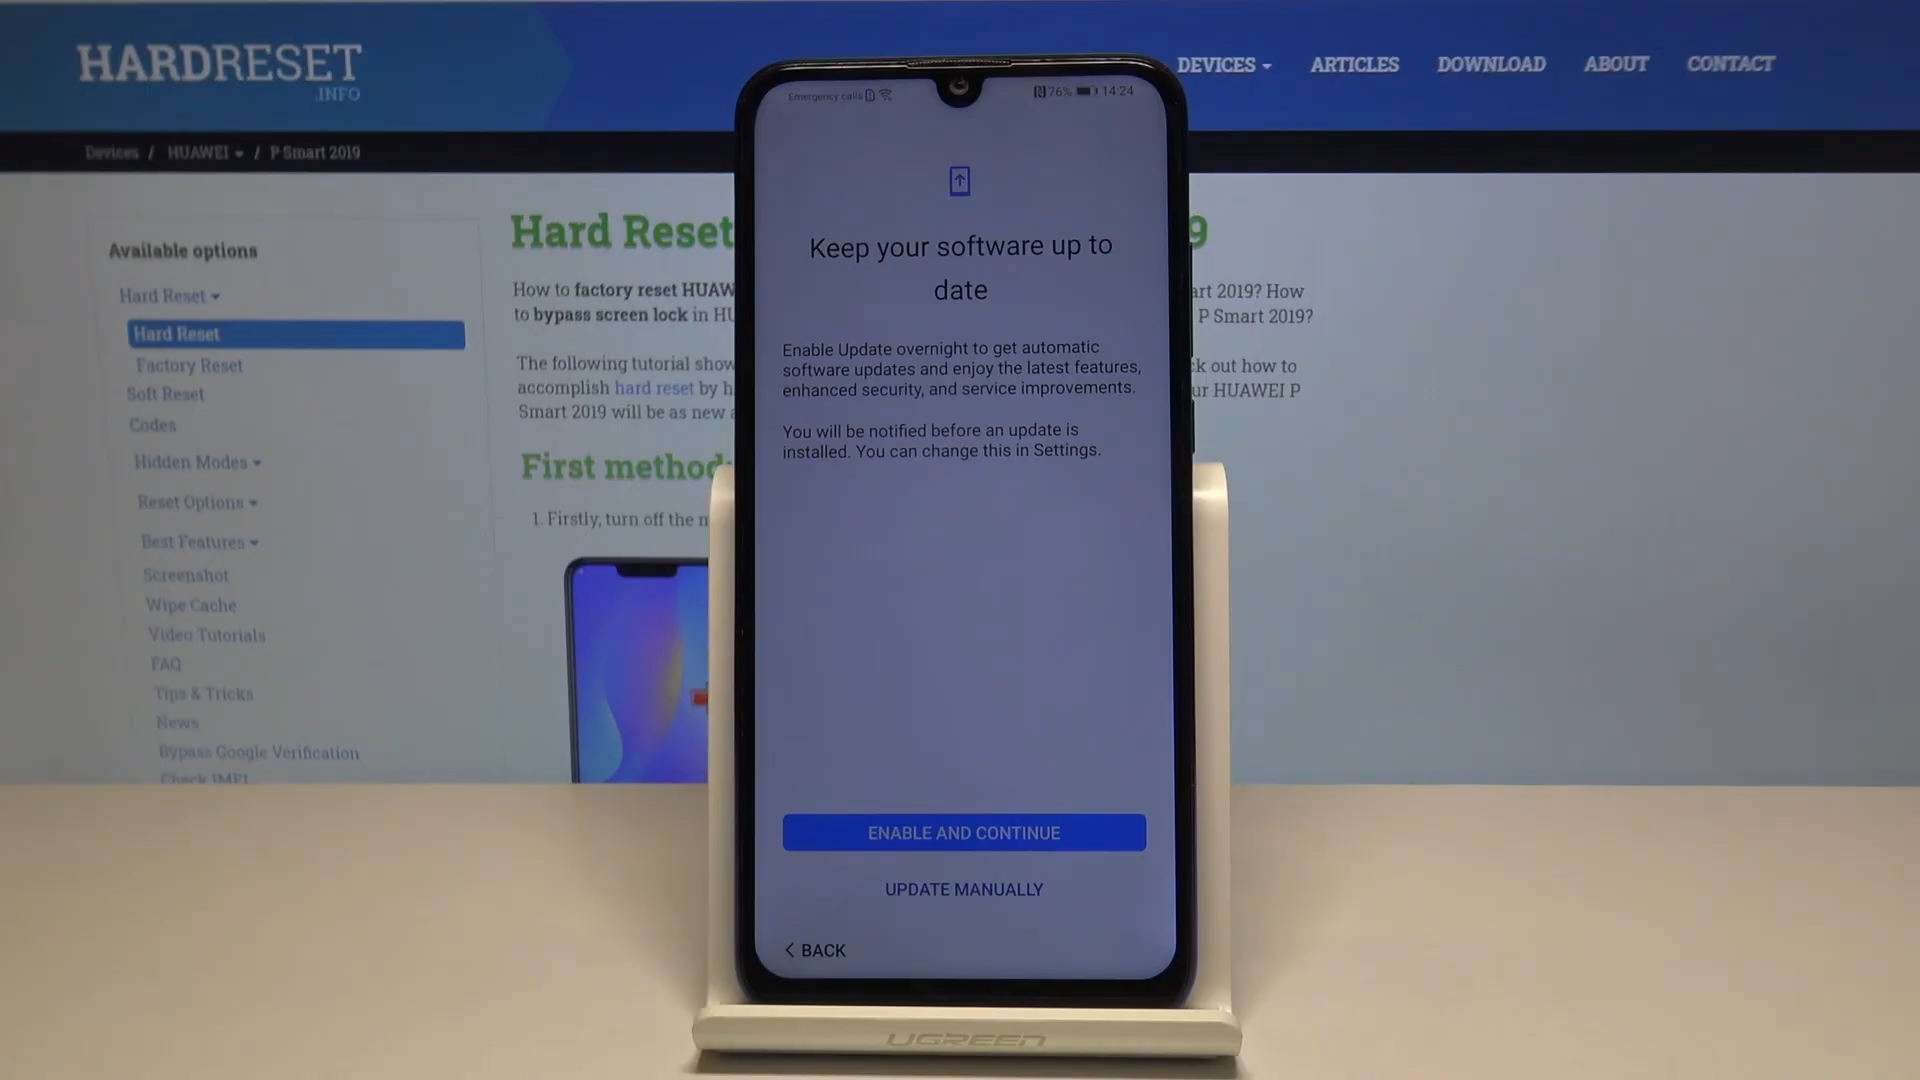 HARDRESET
.INFO
DEVICES
ARTICLES
DOWNLOAD
ABOUT
CONTACT
Devices / HUAWEI / P Smart 2019
Available options
Hard Reset
Hard Reset
Factory Reset
Soft Reset
Codes
Hidden Modes
Reset Options
Best Features
Screenshot
Wipe Cache
Video Tutorials
FAQ
Tips & Tricks
News
Bypass Google Verification
Check IMEI
Hard Reset 9
How to factory reset HUAW art 2019? How
to bypass screen lock in HU P Smart 2019?
The following tutorial show ck out how to
accomplish hard reset by h ur HUAWEI P
Smart 2019 will be as new a
First method:
1. Firstly, turn off the m
Emergency calls
76% 14:24
Keep your software up to
date
Enable Update overnight to get automatic
software updates and enjoy the latest features,
enhanced security, and service improvements.
You will be notified before an update is
installed. You can change this in Settings.
ENABLE AND CONTINUE
UPDATE MANUALLY
< BACK
UGREEN